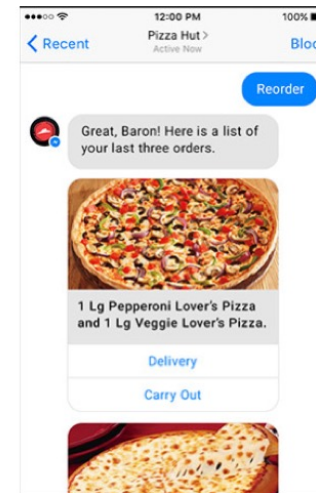 12:00 PM
100%
Recent
Pizza Hut >
Active Now
Reorder
Great, Baron! Here is a list of
your last three orders.
1 Lg Pepperoni Lover's Pizza
and 1 Lg Veggie Lover's Pizza.
Delivery
Carry Out